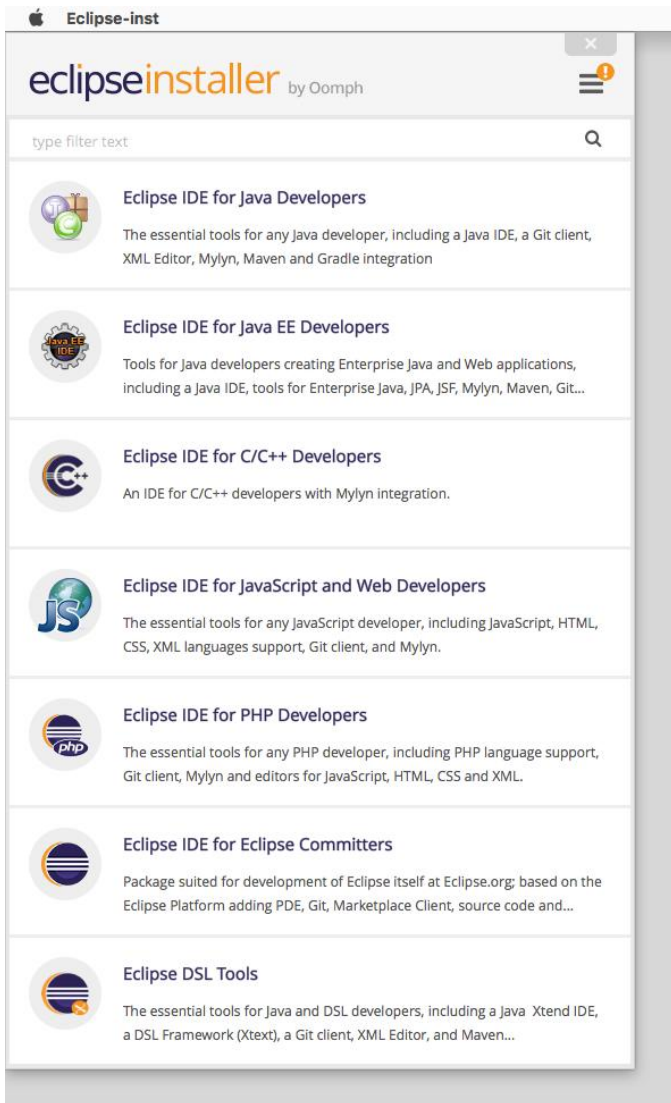 Eclipse-inst
eclipseinstaller by Oomph
type filter text
Eclipse IDE for Java Developers
The essential tools for any Java developer, including a Java IDE, a Git client,
XML Editor, Mylyn, Maven and Gradle integration
Java EE
IDE
Eclipse IDE for Java EE Developers
Tools for Java developers creating Enterprise Java and Web applications,
including a Java IDE, tools for Enterprise Java, JPA, JSF, Mylyn, Maven, Git...
C++
Eclipse IDE for C/C++ Developers
An IDE for C/C++ developers with Mylyn integration.
JS
Eclipse IDE for JavaScript and Web Developers
The essential tools for any JavaScript developer, including JavaScript, HTML,
CSS, XML languages support, Git client, and Mylyn.
php
Eclipse IDE for PHP Developers
The essential tools for any PHP developer, including PHP language support,
Git client, Mylyn and editors for JavaScript, HTML, CSS and XML.
Eclipse IDE for Eclipse Committers
Package suited for development of Eclipse itself at Eclipse.org; based on the
Eclipse Platform adding PDE, Git, Marketplace Client, source code and...
Eclipse DSL Tools
The essential tools for Java and DSL developers, including a Java  Xtend IDE,
a DSL Framework (Xtext), a Git client, XML Editor, and Maven...